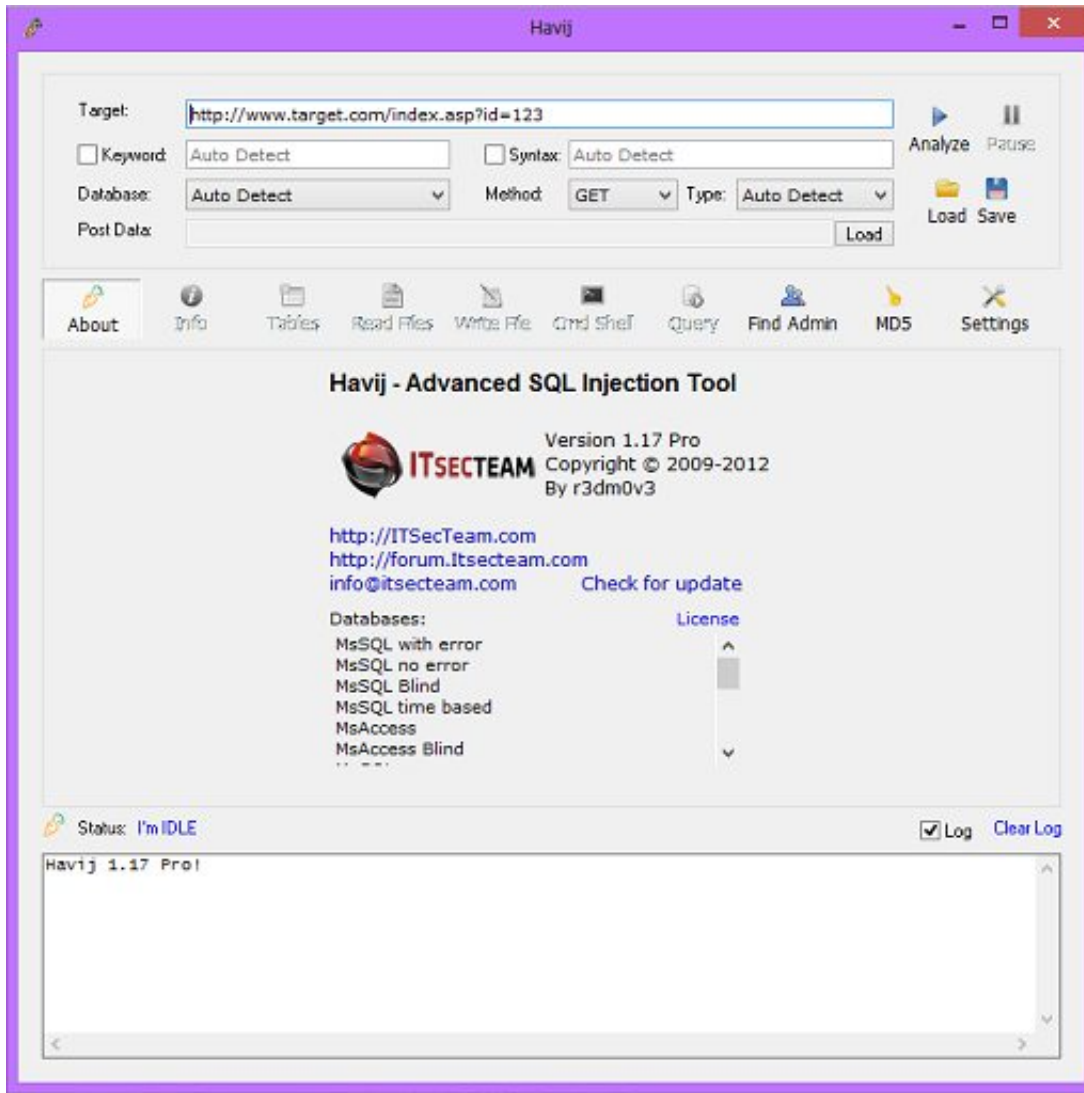 Havij
Target: http://www.target.com/index.asp?id=123
Analyze Pause
Keyword: Auto Detect Syntax: Auto Detect
Database: Auto Detect Method: GET Type: Auto Detect
Load Save
Post Data: Load
About Info Tables Read Files Write File Cmd Shell Query Find Admin MD5 Settings
Havij - Advanced SQL Injection Tool
ITSECTEAM
Version 1.17 Pro
Copyright © 2009-2012
By r3dm0v3
http://ITSecTeam.com
http://forum.Itsecteam.com
info@itsecteam.com Check for update
Databases: License
MsSQL with error
MsSQL no error
MsSQL Blind
MsSQL time based
MsAccess
MsAccess Blind
Status: I'm IDLE Log Clear Log
Havij 1.17 Pro!